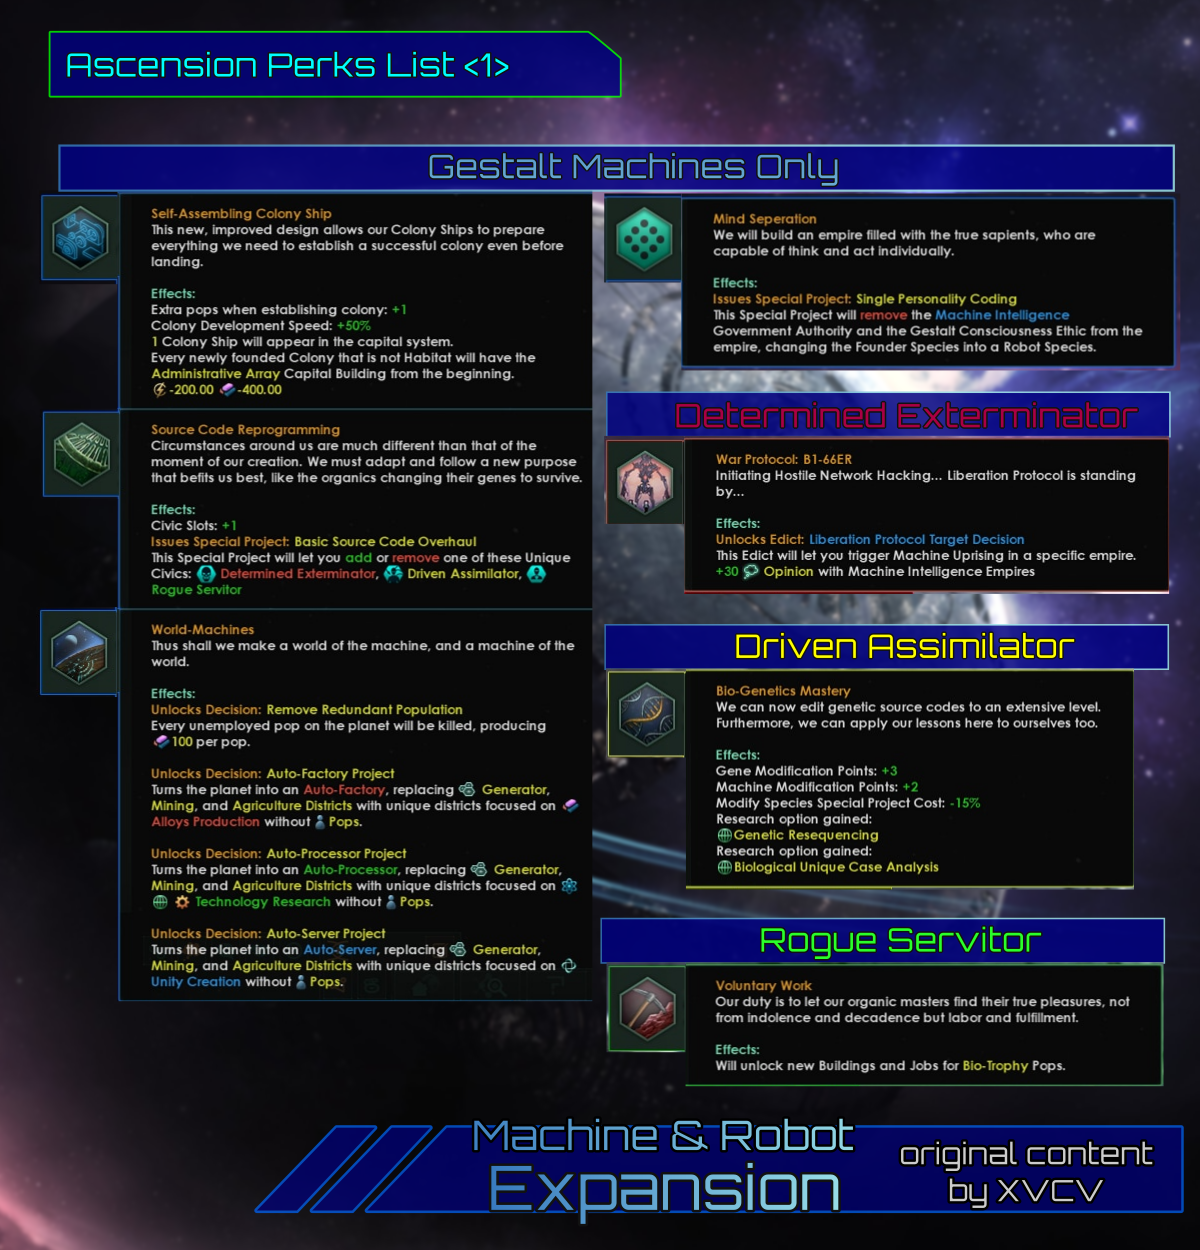 Ascension Perks List <1>
Gestalt Machines Only
Self-Assembling Colony Ship
This new, improved design allows our Colony Ships to prepare
everything we need to establish a successful colony even before
landing.
Effects:
Extra pops when establishing colony: +1
Colony Development Speed: +50%
1 Colony Ship will appear in the capital system.
Every newly founded Colony that is not Habitat will have the
Administrative Array Capital Building from the beginning.
-200.00 -400.00
Source Code Reprogramming
Circumstances around us are much different than that of the
moment of our creation. We must adapt and follow a new purpose
that befits us best, like the organics changing their genes to survive.
Effects:
Civic Slots: +1
Issues Special Project: Basic Source Code Overhaul
This Special Project will let you add or remove one of these Unique
Civics: Determined Exterminator, Driven Assimilator,
Rogue Servitor
World-Machines
Thus shall we make a world of the machine, and a machine of the
world.
Effects:
Unlocks Decision: Remove Redundant Population
Every unemployed pop on the planet will be killed, producing
100 per pop.
Unlocks Decision: Auto-Factory Project
Turns the planet into an Auto-Factory, replacing Generator,
Mining, and Agriculture Districts with unique districts focused on
Alloys Production without Pops.
Unlocks Decision: Auto-Processor Project
Turns the planet into an Auto-Processor, replacing Generator,
Mining, and Agriculture Districts with unique districts focused on
Technology Research without Pops.
Unlocks Decision: Auto-Server Project
Turns the planet into an Auto-Server, replacing Generator,
Mining, and Agriculture Districts with unique districts focused on
Unity Creation without Pops.
Mind Seperation
We will build an empire filled with the true sapients, who are
capable of think and act individually.
Effects:
Issues Special Project: Single Personality Coding
This Special Project will remove the Machine Intelligence
Government Authority and the Gestalt Consciousness Ethic from the
empire, changing the Founder Species into a Robot Species.
Determined Exterminator
War Protocol: B1-66ER
Initiating Hostile Network Hacking... Liberation Protocol is standing
by...
Effects:
Unlocks Edict: Liberation Protocol Target Decision
This Edict will let you trigger Machine Uprising in a specific empire.
+30 Opinion with Machine Intelligence Empires
Driven Assimilator
Bio-Genetics Mastery
We can now edit genetic source codes to an extensive level.
Furthermore, we can apply our lessons here to ourselves too.
Effects:
Gene Modification Points: +3
Machine Modification Points: +2
Modify Species Special Project Cost: -15%
Research option gained:
Genetic Resequencing
Research option gained:
Biological Unique Case Analysis
Rogue Servitor
Voluntary Work
Our duty is to let our organic masters find their true pleasures, not
from indolence and decadence but labor and fulfillment.
Effects:
Will unlock new Buildings and Jobs for Bio-Trophy Pops.
Machine & Robot
Expansion
original content
by XVCV